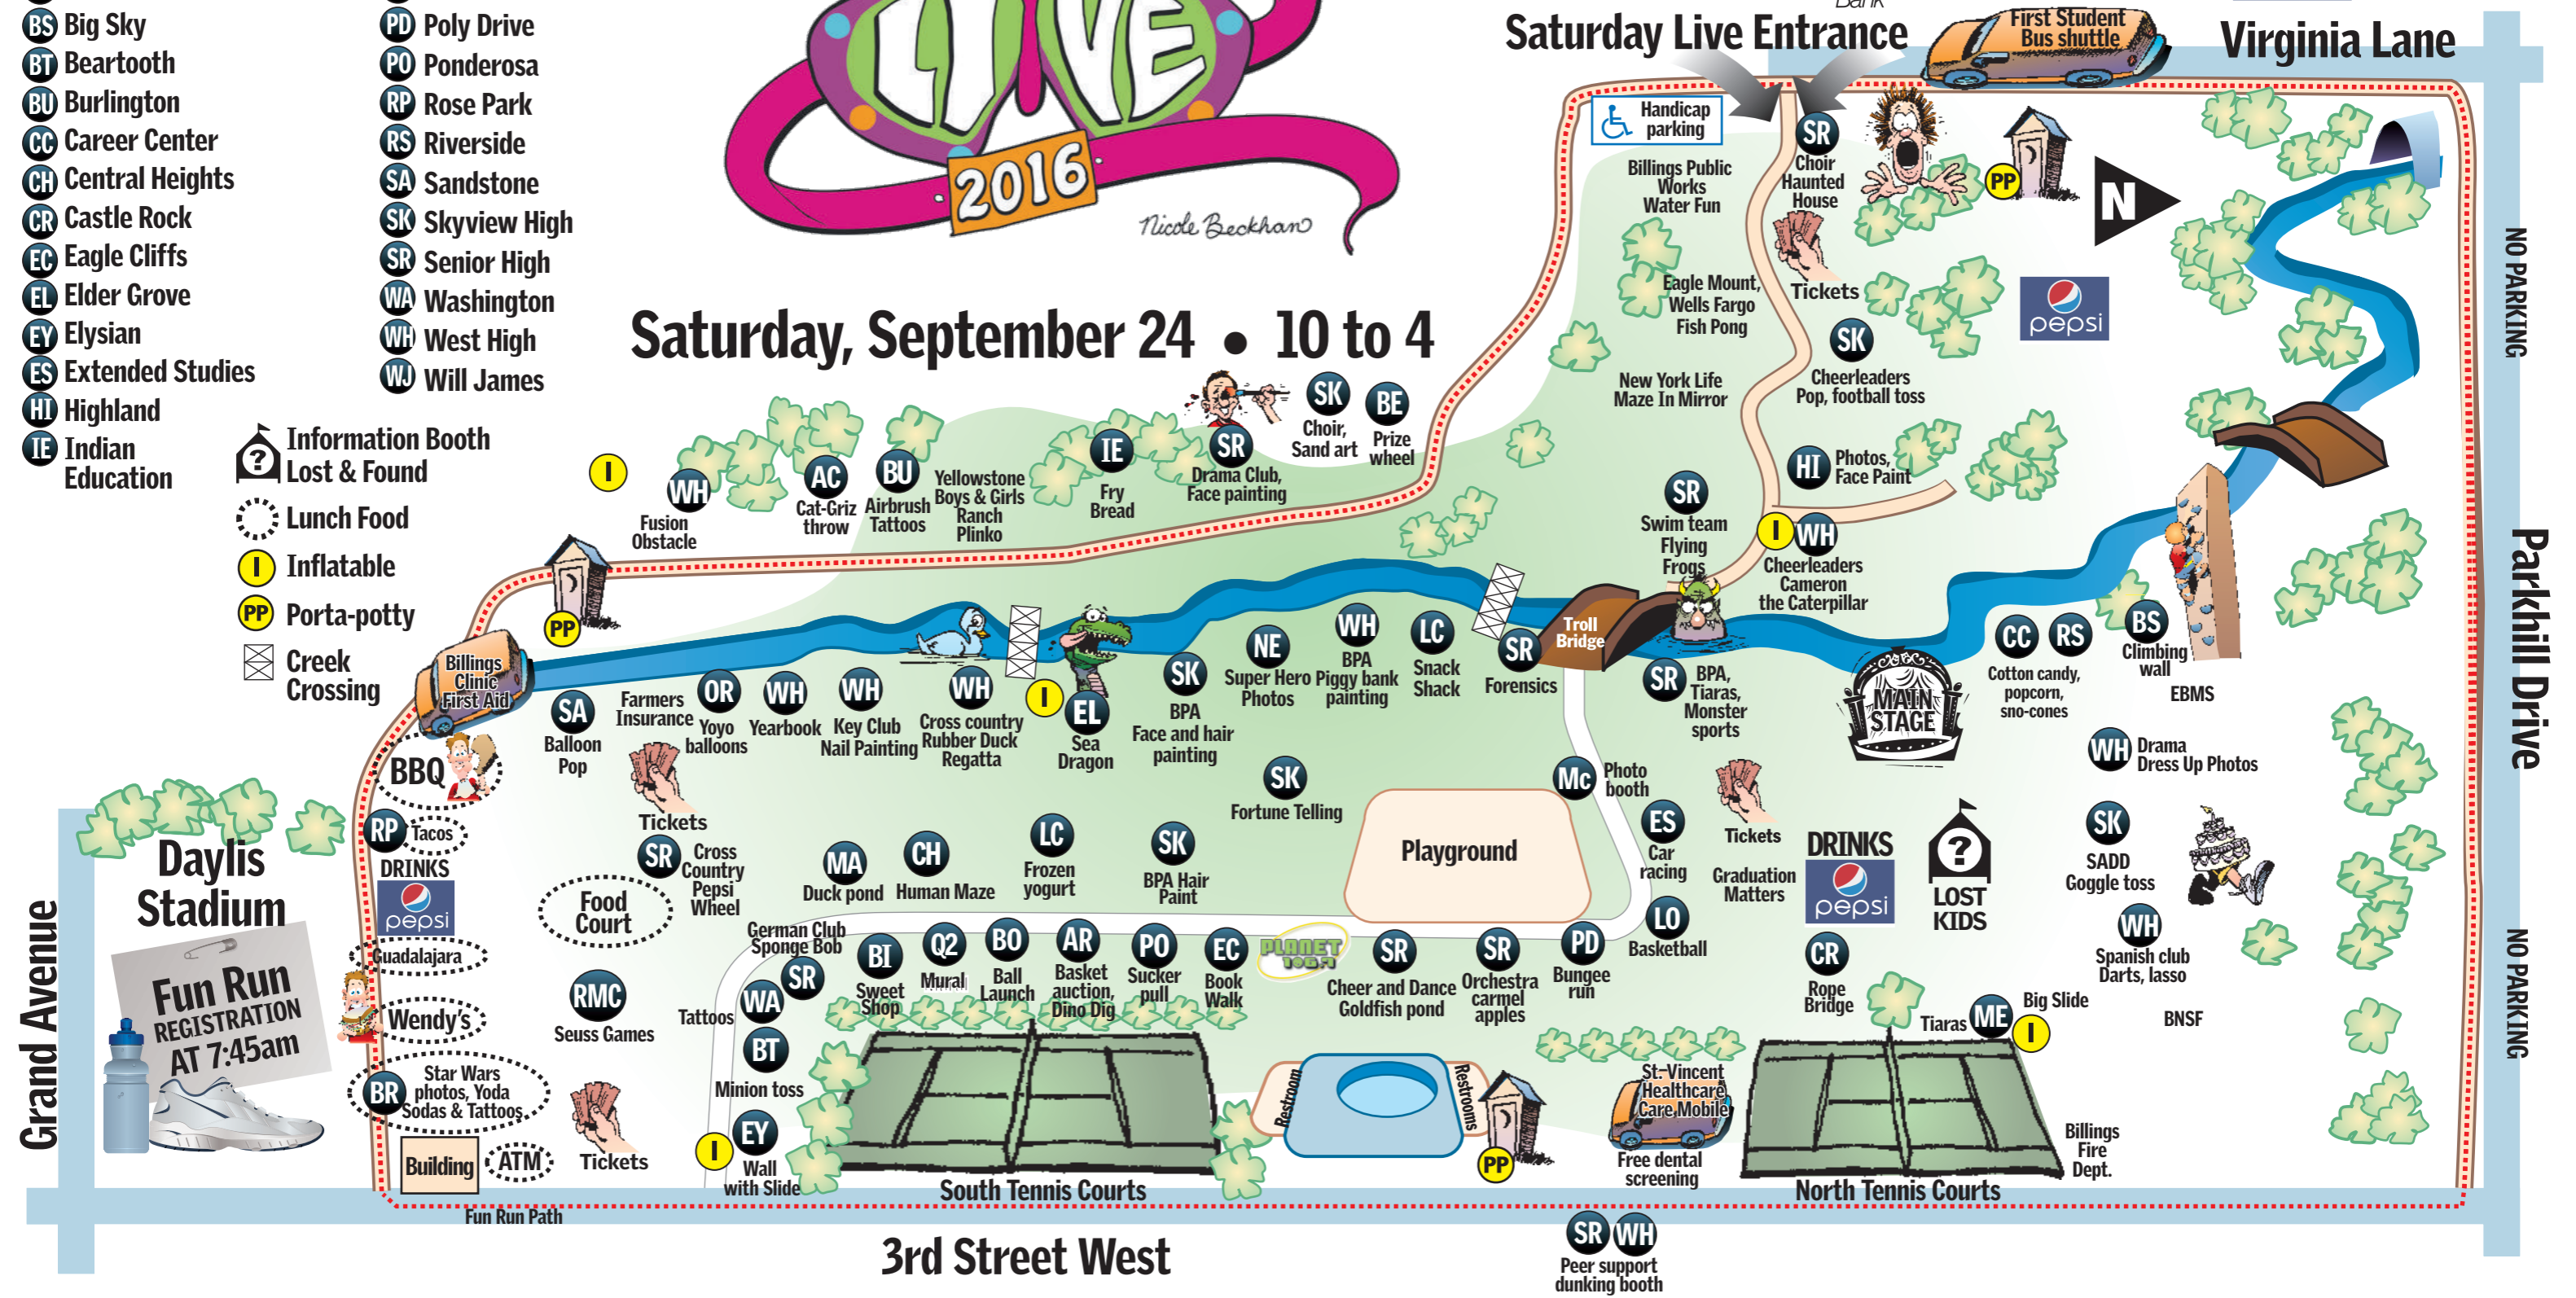 BS Big Sky
BT Beartooth
BU Burlington
CC Career Center
CH Central Heights
CR Castle Rock
EC Eagle Cliffs
EL Elder Grove
EY Elysian
ES Extended Studies
HI Highland
IE Indian
Education
PD Poly Drive
PO Ponderosa
RP Rose Park
RS Riverside
SA Sandstone
SK Skyview High
SR Senior High
WA Washington
WH West High
WJ Will James
? Information Booth
Lost & Found
Lunch Food
I Inflatable
PP Porta-potty
Creek
Crossing
LIVE
2016
Nicole Beckham
Saturday, September 24 • 10 to 4
Bank
Saturday Live Entrance
First Student
Bus shuttle
Virginia Lane
Handicap
parking
SR
Choir
Haunted
House
PP
N
Billings Public
Works
Water Fun
Tickets
Eagle Mount,
Wells Fargo
Fish Pong
pepsi
SK
Cheerleaders
Pop, football toss
New York Life
Maze In Mirror
HI
Photos,
Face Paint
SR
Swim team
Flying
Frogs
I
WH
Cheerleaders
Cameron
the Caterpillar
NO PARKING
Parkhill Drive
NO PARKING
I
WH
Fusion
Obstacle
AC
Cat-Griz
throw
BU
Airbrush
Tattoos
Yellowstone
Boys & Girls
Ranch
Plinko
IE
Fry
Bread
SR
Drama Club,
Face painting
SK
Choir,
Sand art
BE
Prize
wheel
PP
Billings
Clinic
First Aid
SA
Balloon
Pop
Farmers
Insurance
OR
Yoyo
balloons
WH
Yearbook
WH
Key Club
Nail Painting
WH
Cross country
Rubber Duck
Regatta
I
EL
Sea
Dragon
SK
BPA
Face and hair
painting
NE
Super Hero
Photos
WH
BPA
Piggy bank
painting
LC
Snack
Shack
SR
Forensics
Troll
Bridge
SR
BPA,
Tiaras,
Monster
sports
MAIN
STAGE
CC
RS
Cotton candy,
popcorn,
sno-cones
BS
Climbing
wall
EBMS
WH
Drama
Dress Up Photos
BBQ
RP
Tacos
DRINKS
pepsi
Guadalajara
Wendy's
BR
Star Wars
photos, Yoda
Sodas & Tattoos
Building
ATM
Tickets
Tickets
SR
Cross
Country
Pepsi
Wheel
Food
Court
RMC
Seuss Games
MA
Duck pond
CH
Human Maze
LC
Frozen
yogurt
SK
BPA Hair
Paint
SK
Fortune Telling
Playground
Mc
Photo
booth
ES
Car
racing
Tickets
Graduation
Matters
DRINKS
pepsi
?
LOST
KIDS
SK
SADD
Goggle toss
WH
Spanish club
Darts, lasso
BNSF
LO
Basketball
German Club
Sponge Bob
SR
WA
Tattoos
BT
Minion toss
I
EY
Wall
with Slide
BI
Sweet
Shop
Q2
Mural
BO
Ball
Launch
AR
Basket
auction,
Dino Dig
PO
Sucker
pull
EC
Book
Walk
PLANET
106.7
SR
Cheer and Dance
Goldfish pond
SR
Orchestra
carmel
apples
PD
Bungee
run
CR
Rope
Bridge
Tiaras
ME
Big Slide
I
Restroom
Restrooms
PP
St. Vincent
Healthcare
Care Mobile
Free dental
screening
Billings
Fire
Dept.
South Tennis Courts
North Tennis Courts
Daylis
Stadium
Fun Run
REGISTRATION
AT 7:45am
Grand Avenue
Fun Run Path
3rd Street West
SR
WH
Peer support
dunking booth